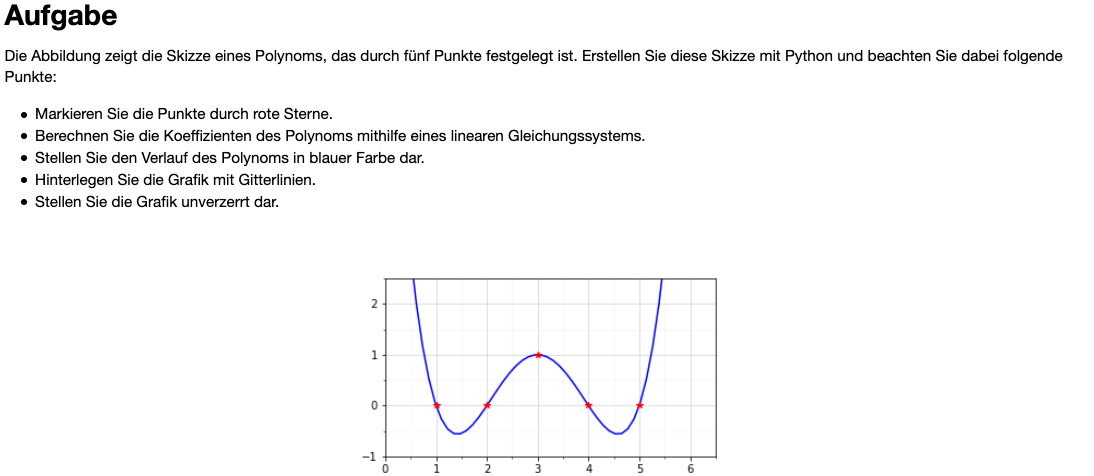 Aufgabe
Die Abbildung zeigt die Skizze eines Polynoms, das durch fünf Punkte festgelegt ist. Erstellen Sie diese Skizze mit Python und beachten Sie dabei folgende
Punkte:
• Markieren Sie die Punkte durch rote Sterne.
• Berechnen Sie die Koeffizienten des Polynoms mithilfe eines linearen Gleichungssystems.
• Stellen Sie den Verlauf des Polynoms in blauer Farbe dar.
• Hinterlegen Sie die Grafik mit Gitterlinien.
• Stellen Sie die Grafik unverzerrt dar.
2
1
0
−1
0 1 2 3 4 5 6